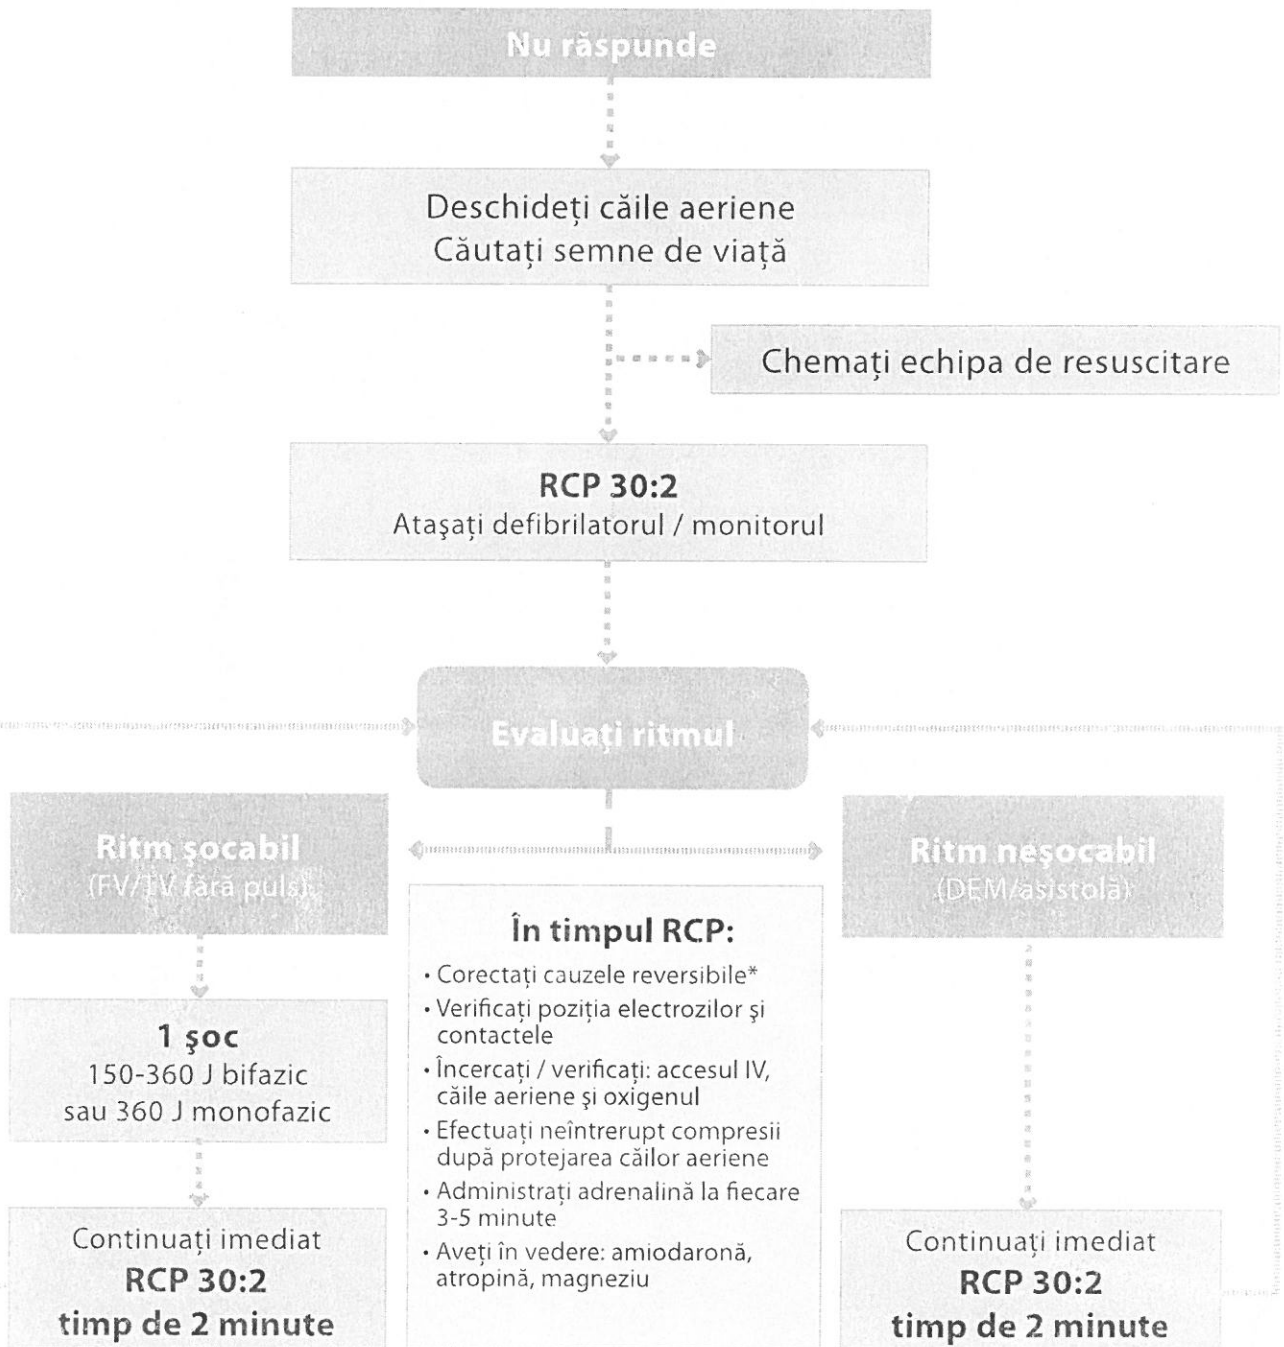 Nu răspunde
Deschideți căile aeriene
Căutați semne de viață
Chemați echipa de resuscitare
RCP 30:2
Ataşați defibrilatorul / monitorul
Evaluați ritmul
Ritm şocabil
(FV/TV fără puls)
1 şoc
150-360 J bifazic
sau 360 J monofazic
Continuați imediat
RCP 30:2
timp de 2 minute
În timpul RCP:
• Corectați cauzele reversibile*
• Verificați poziția electrozilor şi
contactele
• Încercați / verificați: accesul IV,
căile aeriene şi oxigenul
• Efectuați neîntrerupt compresii
după protejarea căilor aeriene
• Administrați adrenalină la fiecare
3-5 minute
• Aveți în vedere: amiodaronă,
atropină, magneziu
Ritm neşocabil
(DEM/asistolă)
Continuați imediat
RCP 30:2
timp de 2 minute